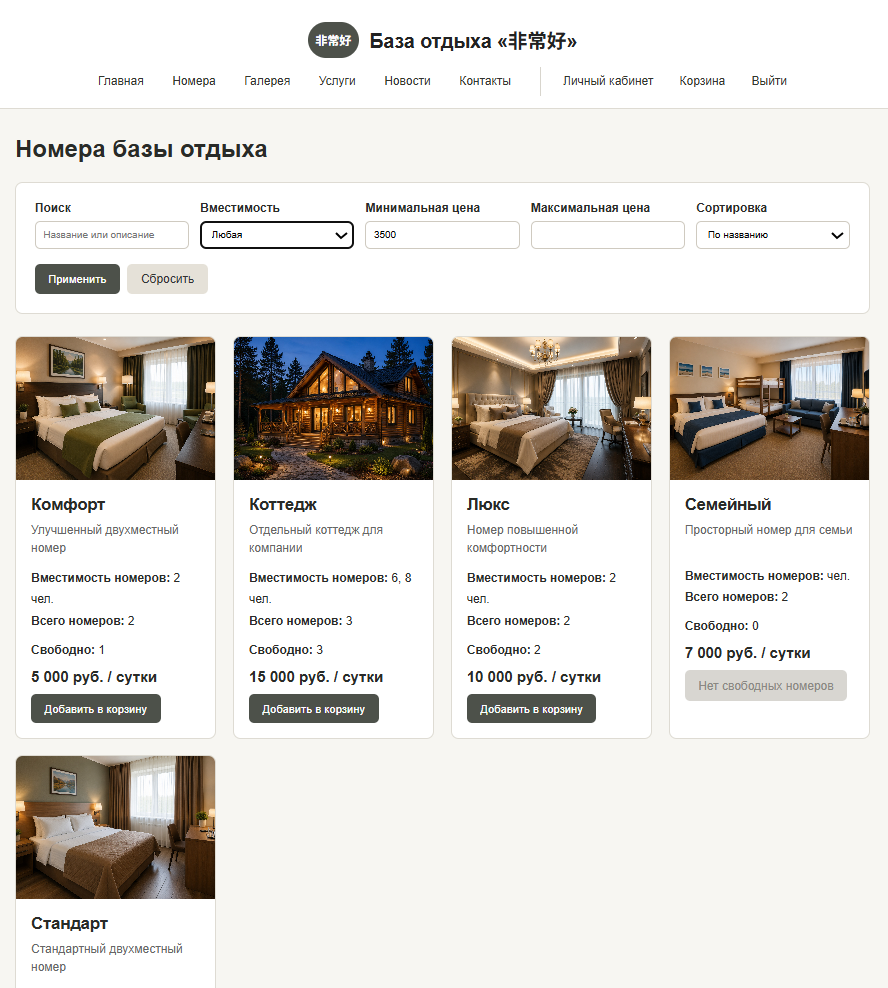 非常好
База отдыха «非常好»
Главная Номера Галерея Услуги Новости Контакты Личный кабинет Корзина Выйти
Номера базы отдыха
Поиск Вместимость Минимальная цена Максимальная цена Сортировка
Название или описание Любая 3500 По названию
Применить Сбросить
Комфорт
Улучшенный двухместный
номер
Вместимость номеров: 2
чел.
Всего номеров: 2
Свободно: 1
5 000 руб. / сутки
Добавить в корзину
Коттедж
Отдельный коттедж для
компании
Вместимость номеров: 6, 8
чел.
Всего номеров: 3
Свободно: 3
15 000 руб. / сутки
Добавить в корзину
Люкс
Номер повышенной
комфортности
Вместимость номеров: 2
чел.
Всего номеров: 2
Свободно: 2
10 000 руб. / сутки
Добавить в корзину
Семейный
Просторный номер для семьи
Вместимость номеров: чел.
Всего номеров: 2
Свободно: 0
7 000 руб. / сутки
Нет свободных номеров
Стандарт
Стандартный двухместный
номер